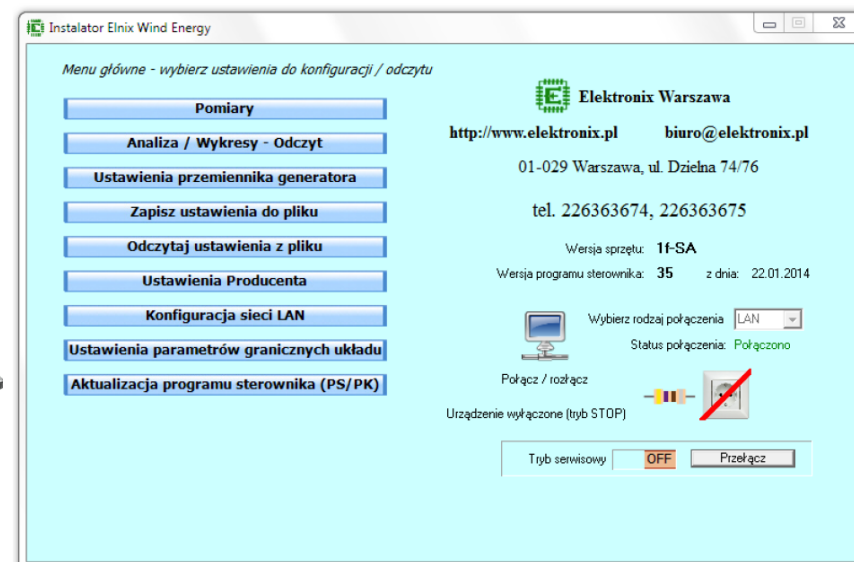 Instalator Elnix Wind Energy
Menu główne - wybierz ustawienia do konfiguracji / odczytu
Pomiary
Analiza / Wykresy - Odczyt
Ustawienia przemiennika generatora
Zapisz ustawienia do pliku
Odczytaj ustawienia z pliku
Ustawienia Producenta
Konfiguracja sieci LAN
Ustawienia parametrów granicznych układu
Aktualizacja programu sterownika (PS/PK)
Elektronix Warszawa
http://www.elektronix.pl biuro@elektronix.pl
01-029 Warszawa, ul. Dzielna 74/76
tel. 226363674, 226363675
Wersja sprzętu: 1f-SA
Wersja programu sterownika: 35 z dnia: 22.01.2014
Wybierz rodzaj połączenia LAN
Status połączenia: Połączono
Połącz / rozłącz
Urządzenie wyłączone (tryb STOP)
Tryb serwisowy OFF Przełącz